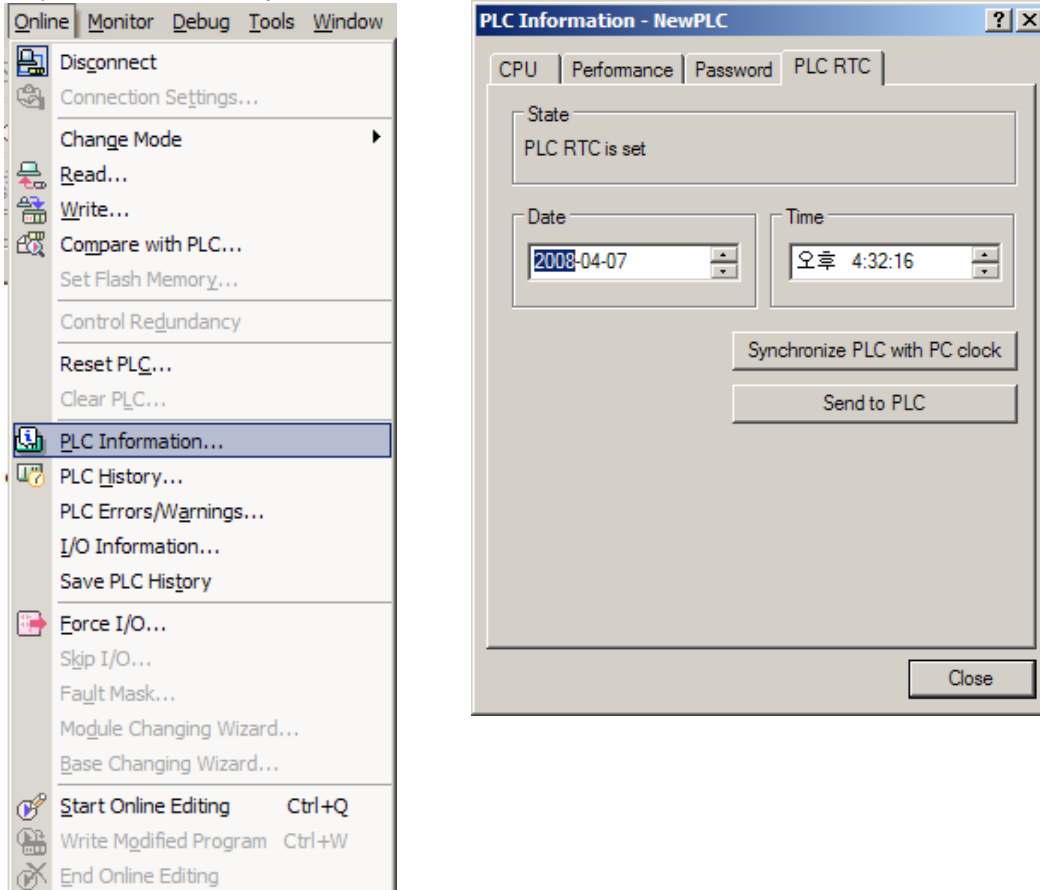 Online Monitor Debug Tools Window
Disconnect
Connection Settings...
Change Mode
Read...
Write...
Compare with PLC...
Set Flash Memory...
Control Redundancy
Reset PLC...
Clear PLC...
PLC Information...
PLC History...
PLC Errors/Warnings...
I/O Information...
Save PLC History
Force I/O...
Skip I/O...
Fault Mask...
Module Changing Wizard...
Base Changing Wizard...
Start Online Editing Ctrl+Q
Write Modified Program Ctrl+W
End Online Editing
PLC Information - NewPLC
CPU Performance Password PLC RTC
State
PLC RTC is set
Date Time
2008-04-07 오후 4:32:16
Synchronize PLC with PC clock
Send to PLC
Close